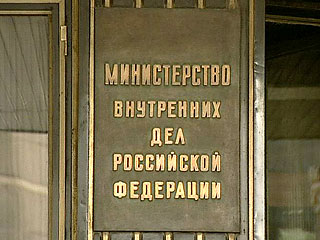 МИНИСТЕРСТВО
ВНУТРЕННИХ
ДЕЛ
РОССИЙСКОЙ
ФЕДЕРАЦИИ